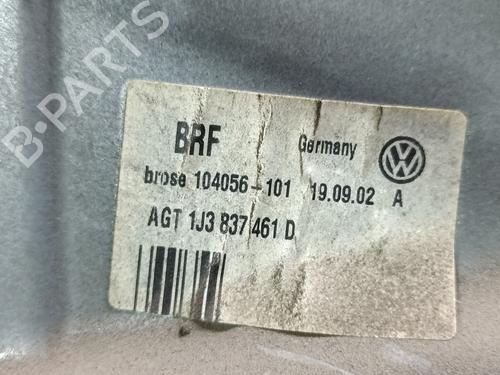 B-PARTS
BRF Germany
brose 104056-101 19.09.02 A
AGT 1J3 837 461 D